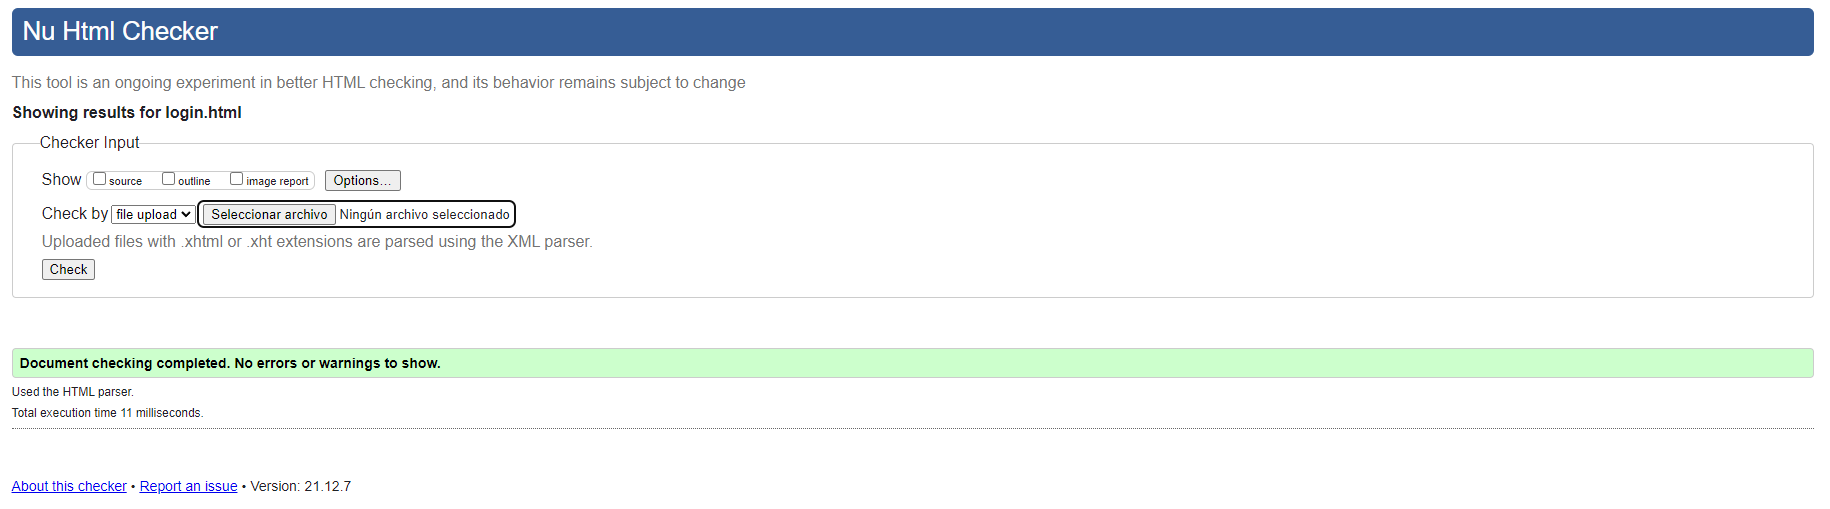 Nu Html Checker
This tool is an ongoing experiment in better HTML checking, and its behavior remains subject to change
Showing results for login.html
Checker Input
Show source outline image report Options...
Check by file upload Seleccionar archivo Ningún archivo seleccionado
Uploaded files with .xhtml or .xht extensions are parsed using the XML parser.
Check
Document checking completed. No errors or warnings to show.
Used the HTML parser.
Total execution time 11 milliseconds.
About this checker • Report an issue • Version: 21.12.7